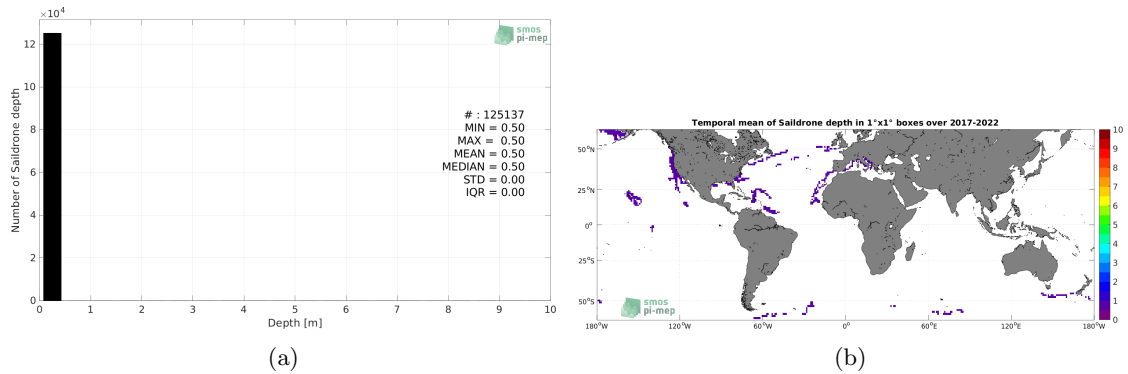 ×10⁴
smos
pi-mep
12
10
8
6
4
2
0
Number of Saildrone depth
# : 125137
MIN = 0.50
MAX = 0.50
MEAN = 0.50
MEDIAN = 0.50
STD = 0.00
IQR = 0.00
0 1 2 3 4 5 6 7 8 9 10
Depth [m]
(a)
Temporal mean of Saildrone depth in 1°x1° boxes over 2017-2022
50°N
25°N
0°
25°S
50°S
180°W 120°W 60°W 0° 60°E 120°E 180°W
smos
pi-mep
10
9
8
7
6
5
4
3
2
1
0
(b)